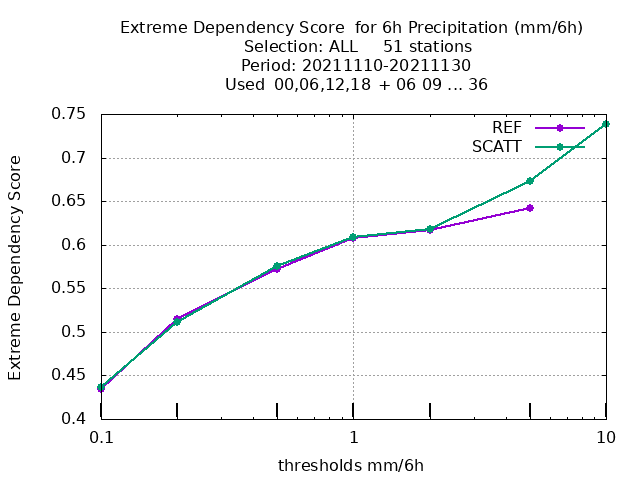 Extreme Dependency Score  for 6h Precipitation (mm/6h)
Selection: ALL     51 stations
Period: 20211110-20211130
Used  00,06,12,18  + 06 09 ... 36
REF
SCATT
Extreme Dependency Score
0.75
0.7
0.65
0.6
0.55
0.5
0.45
0.4
0.1
1
10
thresholds mm/6h